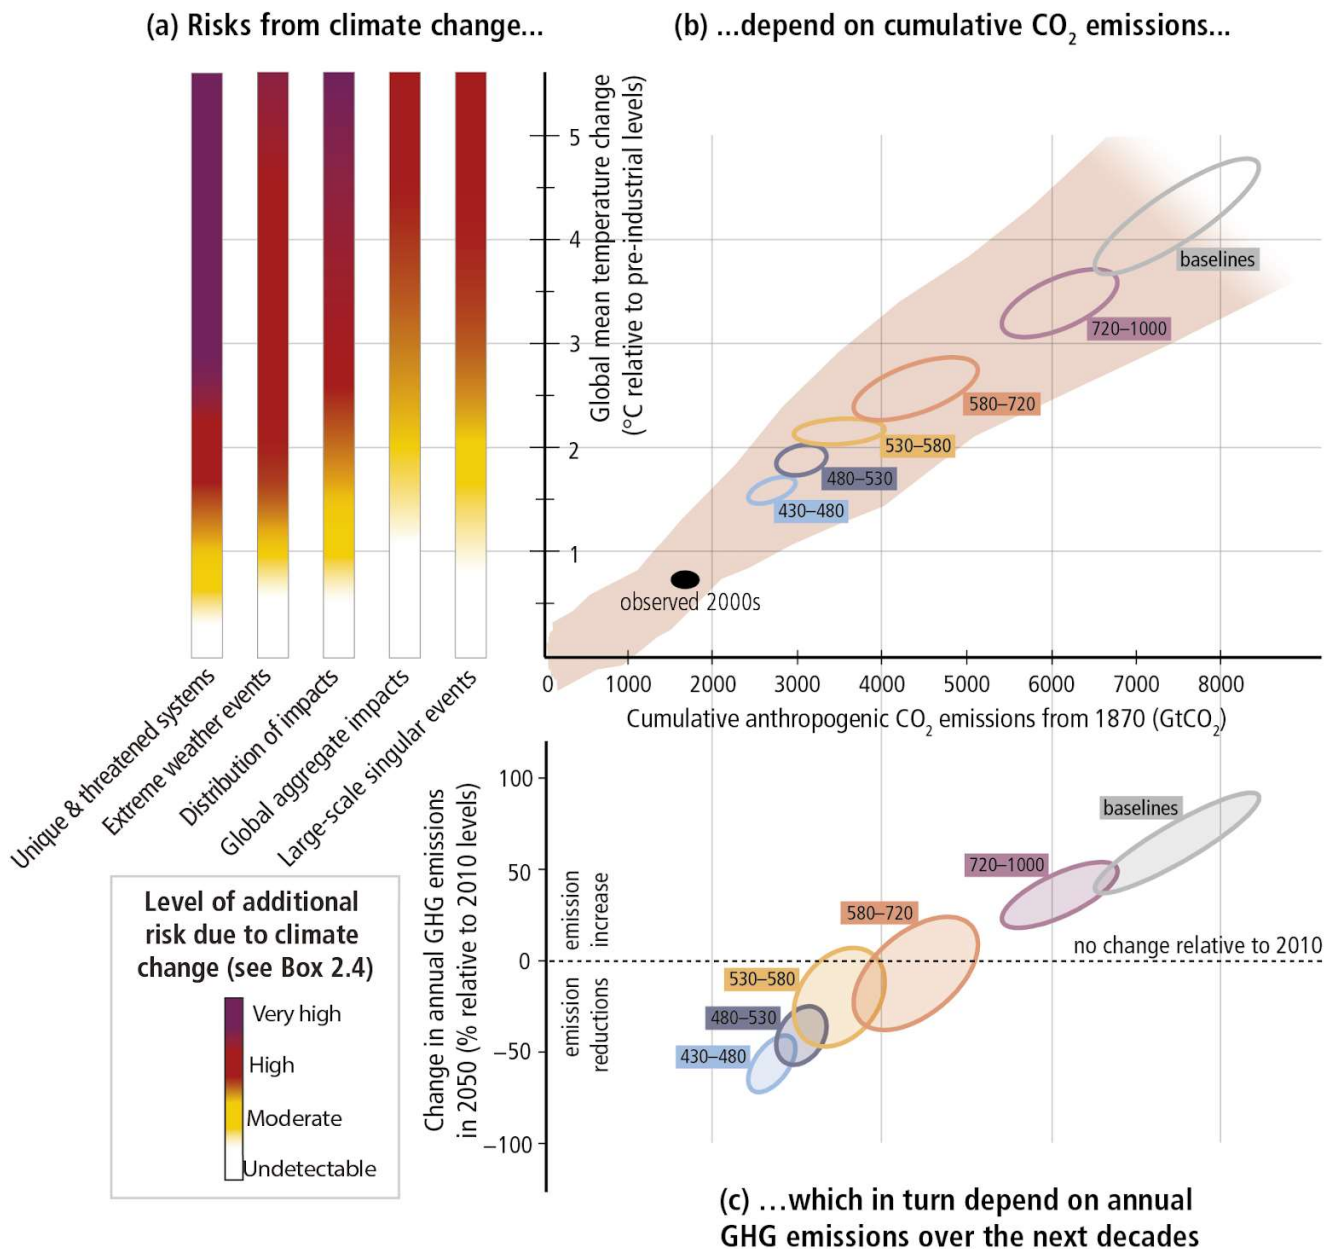 (a) Risks from climate change...
(b) ...depend on cumulative CO₂ emissions...
Global mean temperature change
(°C relative to pre-industrial levels)
5
4
3
2
1
baselines
720–1000
580–720
530–580
480–530
430–480
observed 2000s
0
1000
2000
3000
4000
5000
6000
7000
8000
Cumulative anthropogenic CO₂ emissions from 1870 (GtCO₂)
Unique & threatened systems
Extreme weather events
Distribution of impacts
Global aggregate impacts
Large-scale singular events
Level of additional
risk due to climate
change (see Box 2.4)
Very high
High
Moderate
Undetectable
Change in annual GHG emissions
in 2050 (% relative to 2010 levels)
100
50
0
−50
−100
emission
increase
emission
reductions
baselines
720–1000
580–720
no change relative to 2010
530–580
480–530
430–480
(c) ...which in turn depend on annual
GHG emissions over the next decades